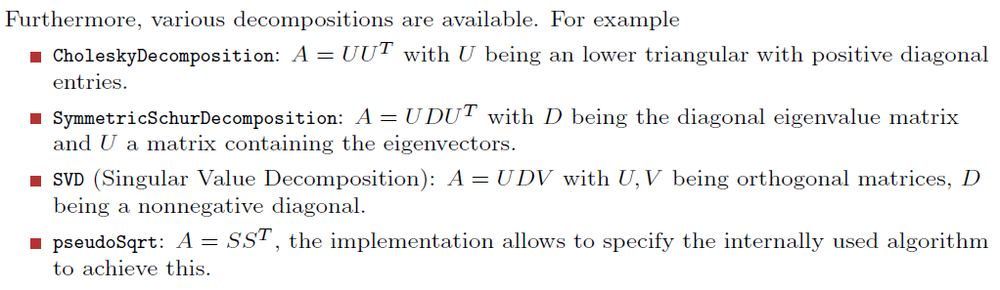 Furthermore, various decompositions are available. For example
■ CholeskyDecomposition: A = UU^T with U being an lower triangular with positive diagonal
entries.
■ SymmetricSchurDecomposition: A = UDU^T with D being the diagonal eigenvalue matrix
and U a matrix containing the eigenvectors.
■ SVD (Singular Value Decomposition): A = UDV with U, V being orthogonal matrices, D
being a nonnegative diagonal.
■ pseudoSqrt: A = SS^T, the implementation allows to specify the internally used algorithm
to achieve this.